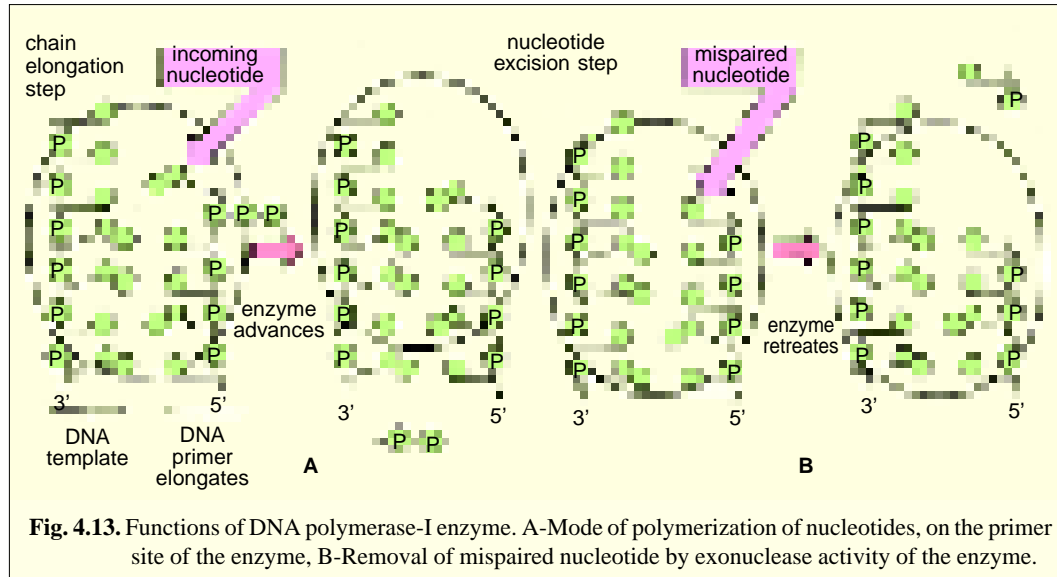 chain
elongation
step
incoming
nucleotide
P
P
P
P
P
P
P P P
P
P
P
3’ 5’
DNA
template
DNA
primer
elongates
enzyme
advances
A
P
P
P
P
P
P
P
P
P
P
3’ 5’
P P
nucleotide
excision step
mispaired
nucleotide
P
P
P
P
P
P
P
P
P
P
3’ 5’
enzyme
retreates
B
P
P
P
P
P
P
P
P
P
P
3’ 5’
Fig. 4.13. Functions of DNA polymerase-I enzyme. A-Mode of polymerization of nucleotides, on the primer
site of the enzyme, B-Removal of mispaired nucleotide by exonuclease activity of the enzyme.